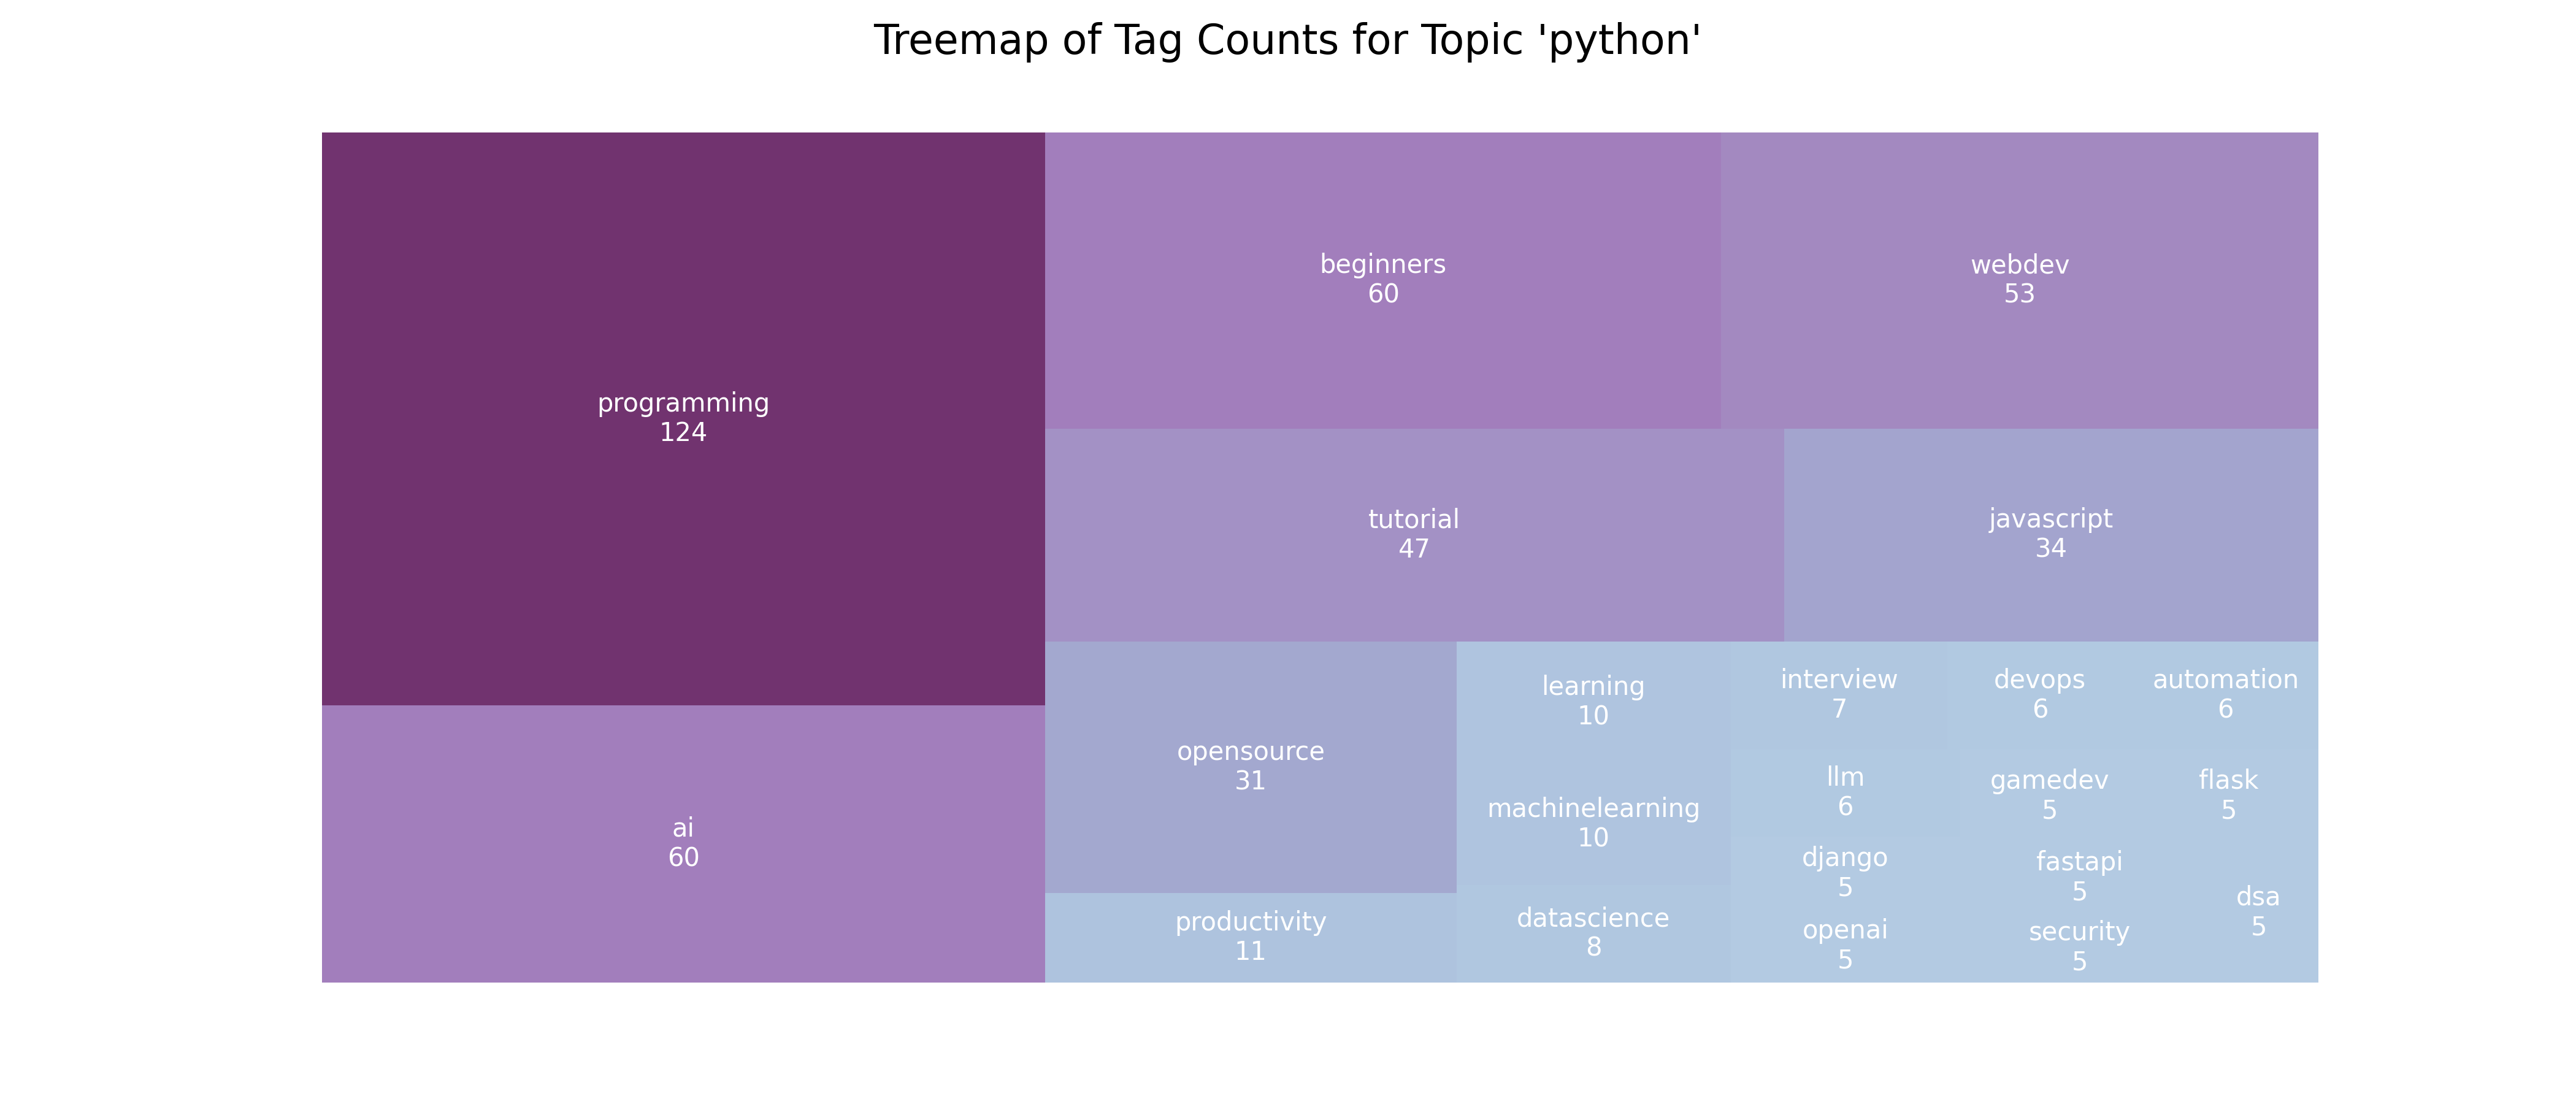 Treemap of Tag Counts for Topic 'python'
programming
124
ai
60
beginners
60
webdev
53
tutorial
47
javascript
34
opensource
31
productivity
11
learning
10
machinelearning
10
datascience
8
interview
7
devops
6
automation
6
llm
6
gamedev
5
flask
5
django
5
openai
5
fastapi
5
security
5
dsa
5